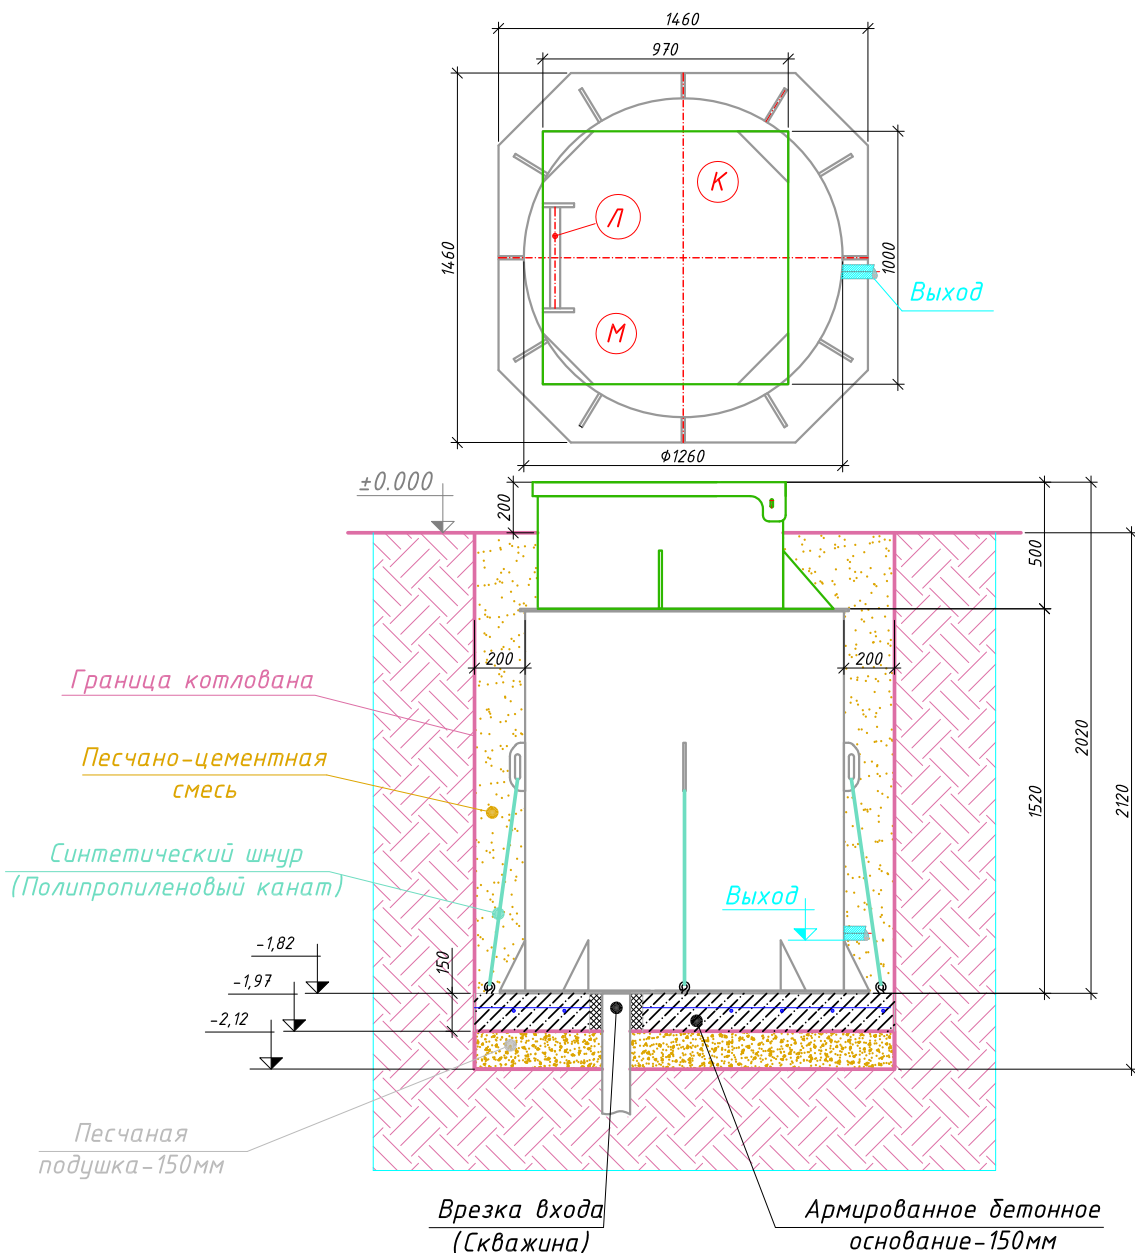 1460
970
К
Л
1460
1000
Выход
М
ф1260
±0.000
200
500
200
200
Граница котлована
2020
Песчано-цементная
смесь
1520
2120
Синтетический шнур
(Полипропиленовый канат)
Выход
-1,82
150
-1,97
-2,12
Песчаная
подушка-150мм
Врезка входа
(Скважина)
Армированное бетонное
основание-150мм